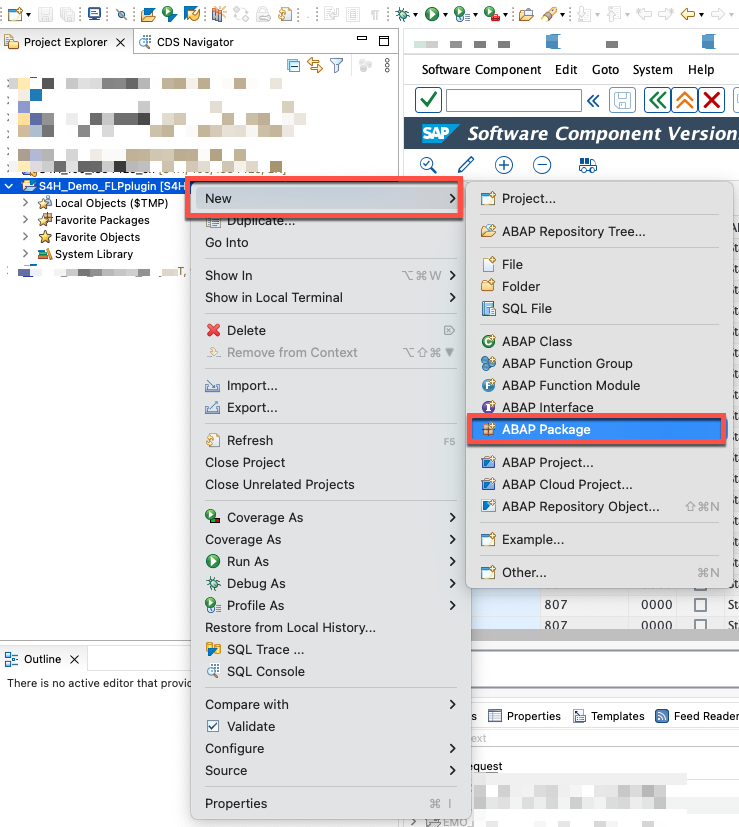 Project Explorer
CDS Navigator
S4H_Demo_FLPplugin [S4H
Local Objects ($TMP)
Favorite Packages
Favorite Objects
System Library
T,
Software Component Edit Goto System Help
SAP Software Component Version
New
Duplicate...
Go Into
Show In ⌥⌘W
Show in Local Terminal
Delete
Remove from Context ⌥⇧⌘
Import...
Export...
Refresh F5
Close Project
Close Unrelated Projects
Coverage As
Coverage As
Run As
Debug As
Profile As
Restore from Local History...
SQL Trace ...
SQL Console
Compare with
Validate
Configure
Source
Properties ⌘ I
Project...
ABAP Repository Tree...
File
Folder
SQL File
ABAP Class
ABAP Function Group
ABAP Function Module
ABAP Interface
ABAP Package
ABAP Project...
ABAP Cloud Project...
ABAP Repository Object... ⇧⌘N
Example...
Other... ⌘N
807 0000 Sta
807 0000 Sta
Outline
There is no active editor that provid
s Properties Templates Feed Reader
ext
equest
EMO_